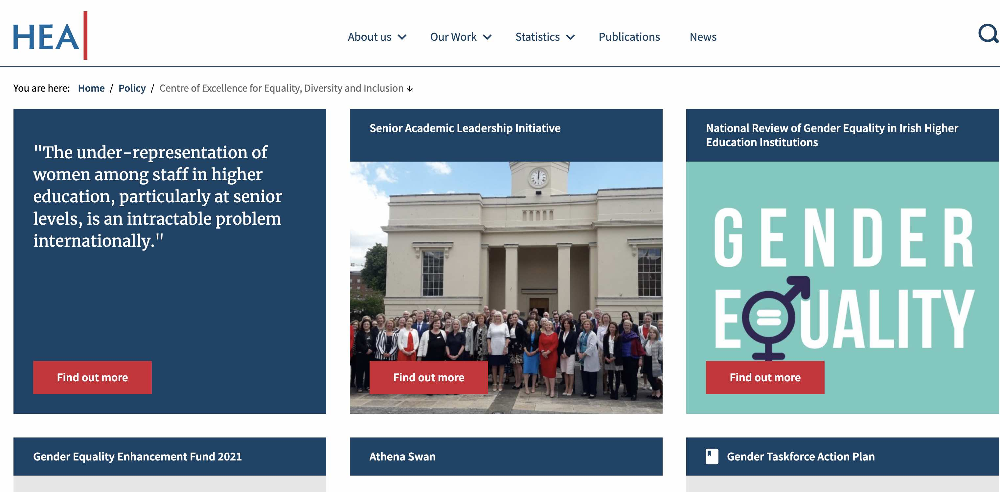 HEA
About us
Our Work
Statistics
Publications
News
You are here: Home / Policy / Centre of Excellence for Equality, Diversity and Inclusion
"The under-representation of
women among staff in higher
education, particularly at senior
levels, is an intractable problem
internationally."
Find out more
Senior Academic Leadership Initiative
Find out more
National Review of Gender Equality in Irish Higher
Education Institutions
GENDER
EQUALITY
Find out more
Gender Equality Enhancement Fund 2021
Athena Swan
Gender Taskforce Action Plan